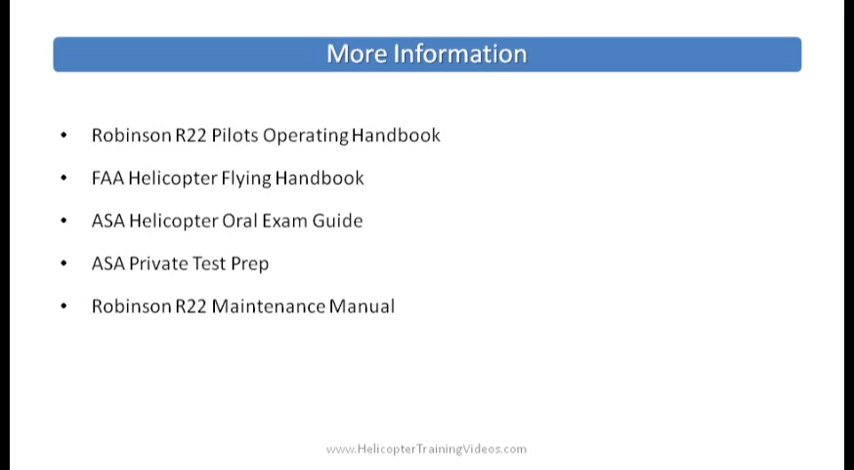 More Information
• Robinson R22 Pilots Operating Handbook
• FAA Helicopter Flying Handbook
• ASA Helicopter Oral Exam Guide
• ASA Private Test Prep
• Robinson R22 Maintenance Manual
www.HelicopterTrainingVideos.com